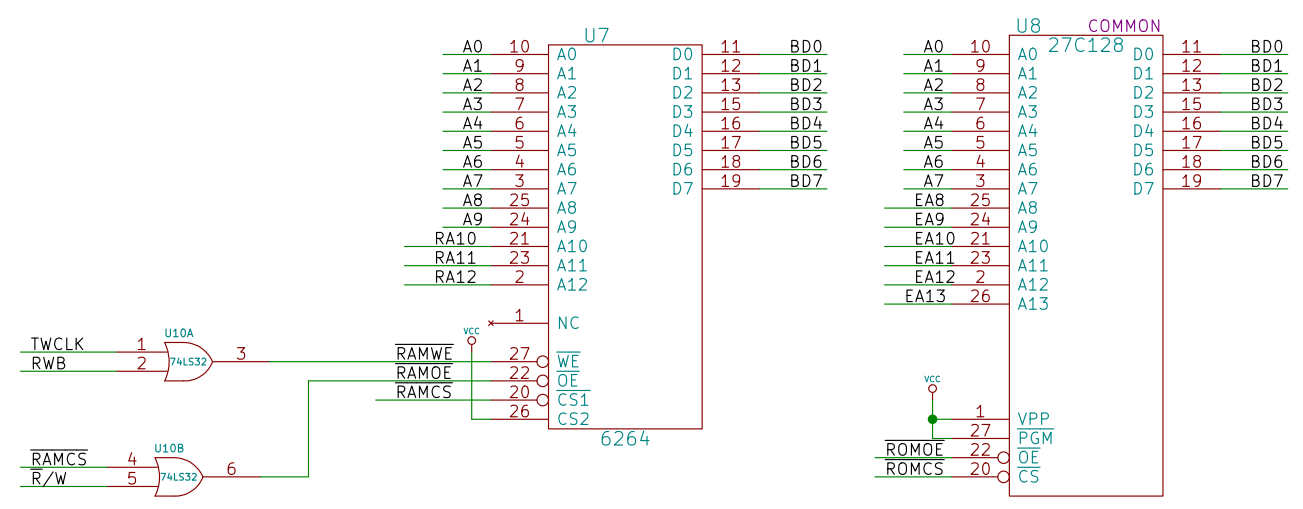 U7
A0 10 A0 D0 11 BD0
A1 9 A1 D1 12 BD1
A2 8 A2 D2 13 BD2
A3 7 A3 D3 15 BD3
A4 6 A4 D4 16 BD4
A5 5 A5 D5 17 BD5
A6 4 A6 D6 18 BD6
A7 3 A7 D7 19 BD7
A8 25 A8
A9 24 A9
RA10 21 A10
RA11 23 A11
RA12 2 A12
1 NC
VCC
RAMWE 27 WE
RAMOE 22 OE
RAMCS 20 CS1
26 CS2
6264
U10A
TWCLK 1
RWB 2
74LS32 3
U10B
RAMCS 4
R/W 5
74LS32 6
U8 COMMON
27C128
A0 10 A0 D0 11 BD0
A1 9 A1 D1 12 BD1
A2 8 A2 D2 13 BD2
A3 7 A3 D3 15 BD3
A4 6 A4 D4 16 BD4
A5 5 A5 D5 17 BD5
A6 4 A6 D6 18 BD6
A7 3 A7 D7 19 BD7
EA8 25 A8
EA9 24 A9
EA10 21 A10
EA11 23 A11
EA12 2 A12
EA13 26 A13
VCC
1 VPP
27 PGM
ROMOE 22 OE
ROMCS 20 CS